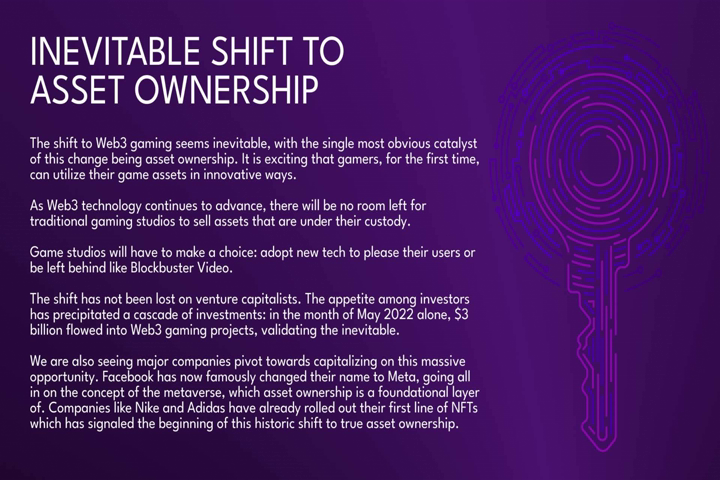 INEVITABLE SHIFT TO
ASSET OWNERSHIP
The shift to Web3 gaming seems inevitable, with the single most obvious catalyst
of this change being asset ownership. It is exciting that gamers, for the first time,
can utilize their game assets in innovative ways.
As Web3 technology continues to advance, there will be no room left for
traditional gaming studios to sell assets that are under their custody.
Game studios will have to make a choice: adopt new tech to please their users or
be left behind like Blockbuster Video.
The shift has not been lost on venture capitalists. The appetite among investors
has precipitated a cascade of investments: in the month of May 2022 alone, $3
billion flowed into Web3 gaming projects, validating the inevitable.
We are also seeing major companies pivot towards capitalizing on this massive
opportunity. Facebook has now famously changed their name to Meta, going all
in on the concept of the metaverse, which asset ownership is a foundational layer
of. Companies like Nike and Adidas have already rolled out their first line of NFTs
which has signaled the beginning of this historic shift to true asset ownership.